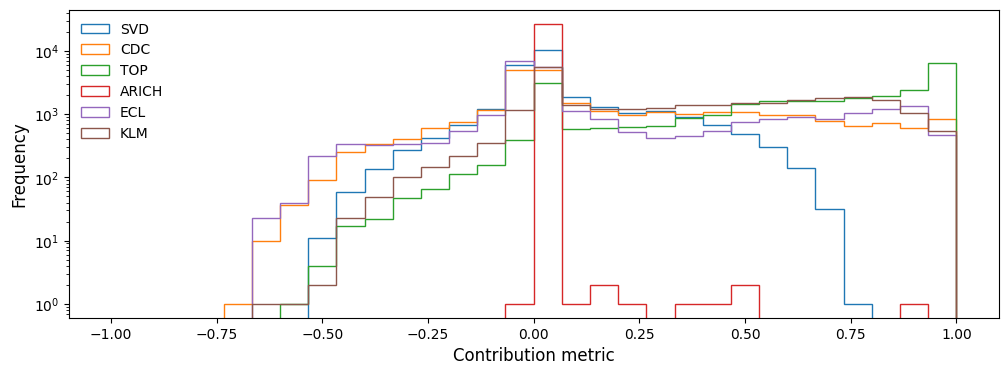 SVD
CDC
TOP
ARICH
ECL
KLM
10⁴
10³
10²
10¹
10⁰
Frequency
−1.00 −0.75 −0.50 −0.25 0.00 0.25 0.50 0.75 1.00
Contribution metric